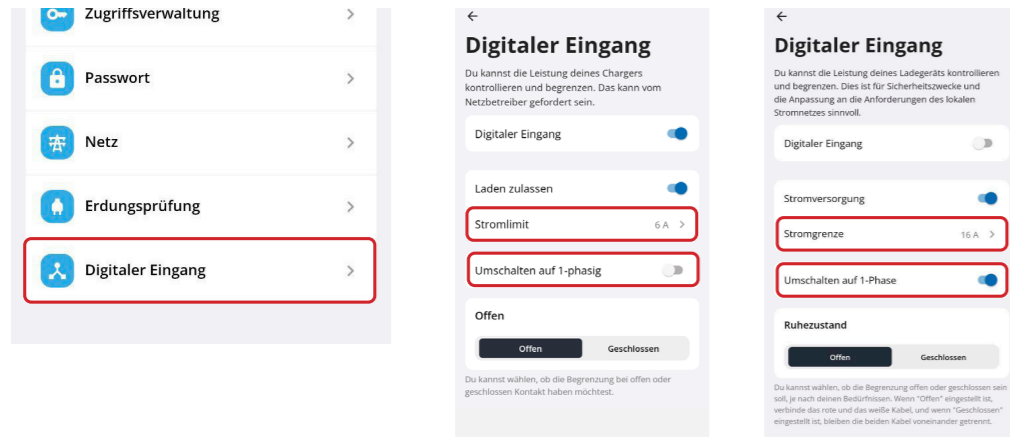 Zugriffsverwaltung
Passwort
Netz
Erdungsprüfung
Digitaler Eingang
Digitaler Eingang
Du kannst die Leistung deines Chargers
kontrollieren und begrenzen. Das kann vom
Netzbetreiber gefordert sein.
Digitaler Eingang
Laden zulassen
Stromlimit 6 A
Umschalten auf 1-phasig
Offen
Offen Geschlossen
Du kannst wählen, ob die Begrenzung bei offen oder
geschlossen Kontakt haben möchtest.
Digitaler Eingang
Du kannst die Leistung deines Ladegeräts kontrollieren
und begrenzen. Dies ist für Sicherheitszwecke und
die Anpassung an die Anforderungen des lokalen
Stromnetzes sinnvoll.
Digitaler Eingang
Stromversorgung
Stromgrenze 16 A
Umschalten auf 1-Phase
Ruhezustand
Offen Geschlossen
Du kannst wählen, ob die Begrenzung offen oder geschlossen sein
soll, je nach deinen Bedürfnissen. Wenn "Offen" eingestellt ist,
verbinde das rote und das weiße Kabel, und wenn "Geschlossen"
eingestellt ist, bleiben die beiden Kabel voneinander getrennt.